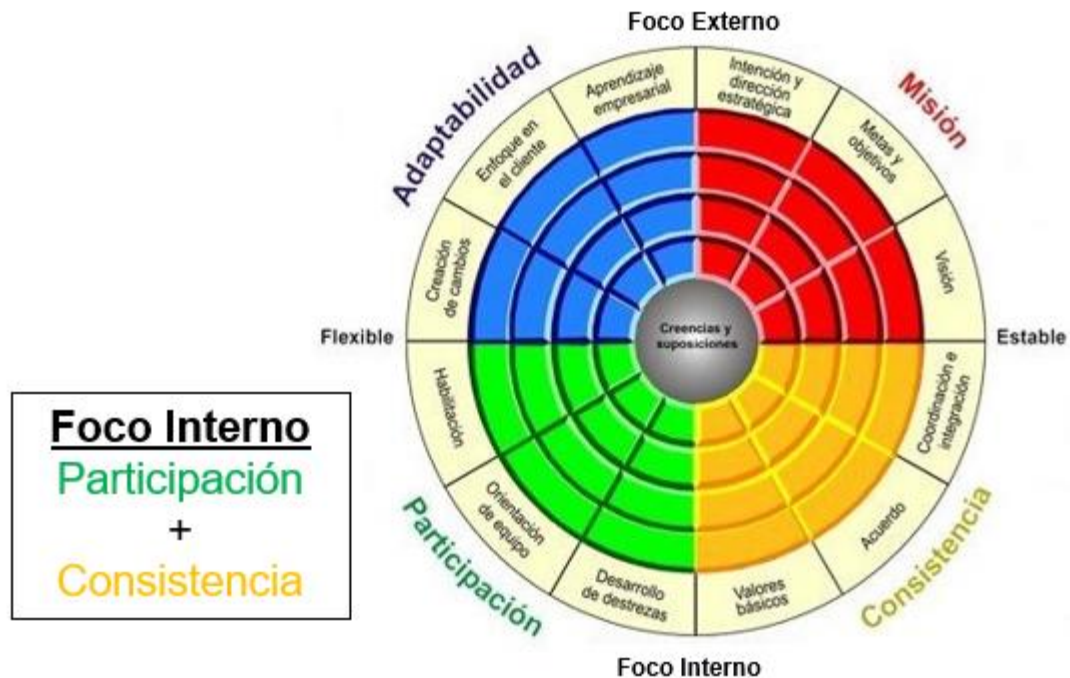 Foco Externo
Adaptabilidad
Misión
Aprendizaje
empresarial
Intención y
dirección
estratégica
Enfoque en
el cliente
Metas y
objetivos
Creación
de cambios
Visión
Flexible
Creencias y
suposiciones
Estable
Habilitación
Coordinación e
integración
Orientación
de equipo
Acuerdo
Desarrollo
de destrezas
Valores
básicos
Participación
Consistencia
Foco Interno
Foco Interno
Participación
+
Consistencia